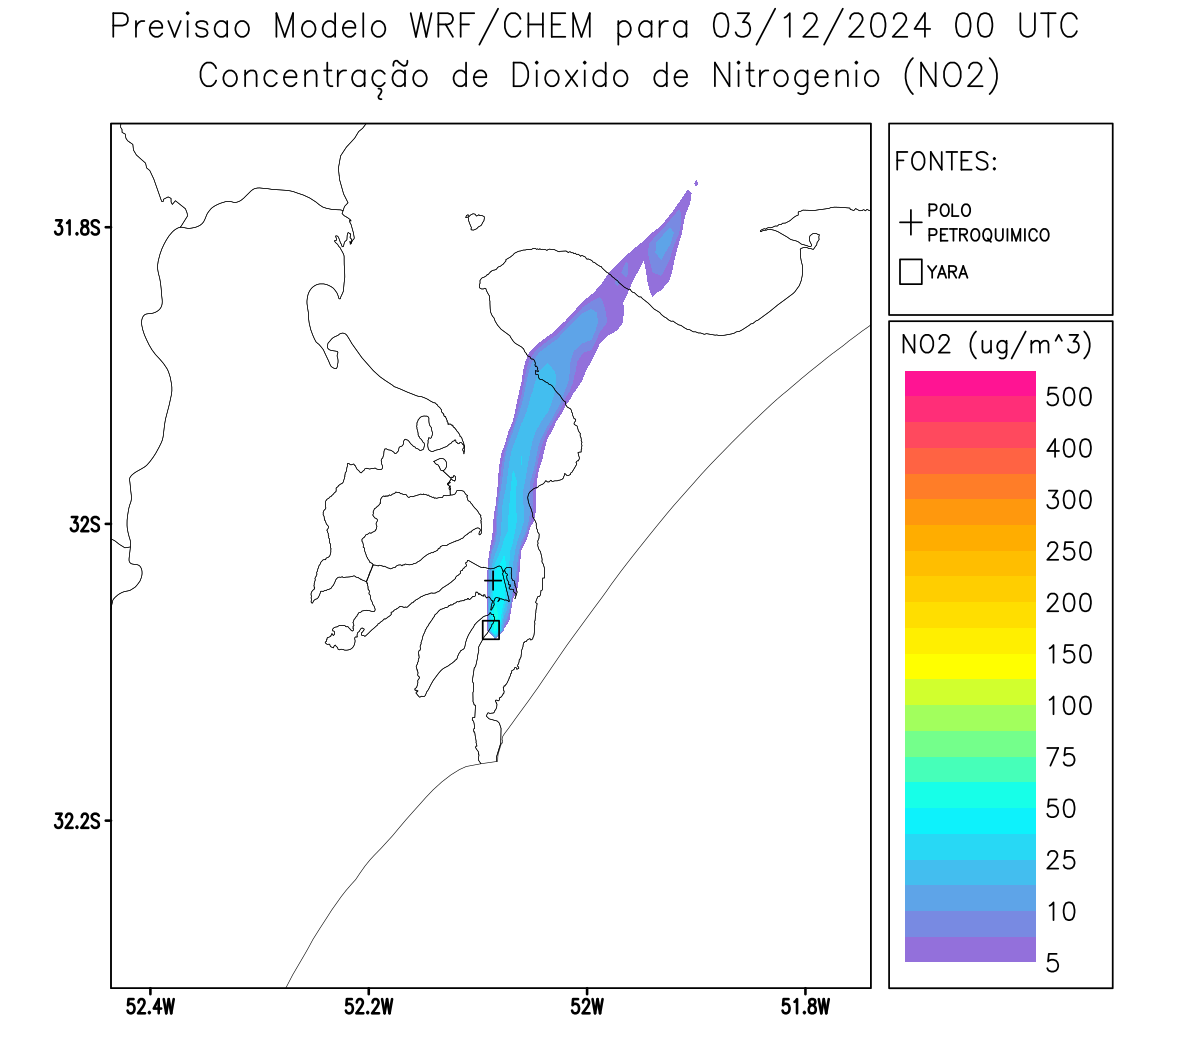 Previsao Modelo WRF/CHEM para 03/12/2024 00 UTC
Concentração de Dioxido de Nitrogenio (NO2)
FONTES:
POLO
PETROQUIMICO
YARA
31.8S
32S
32.2S
52.4W
52.2W
52W
51.8W
NO2 (ug/m^3)
500
400
300
250
200
150
100
75
50
25
10
5